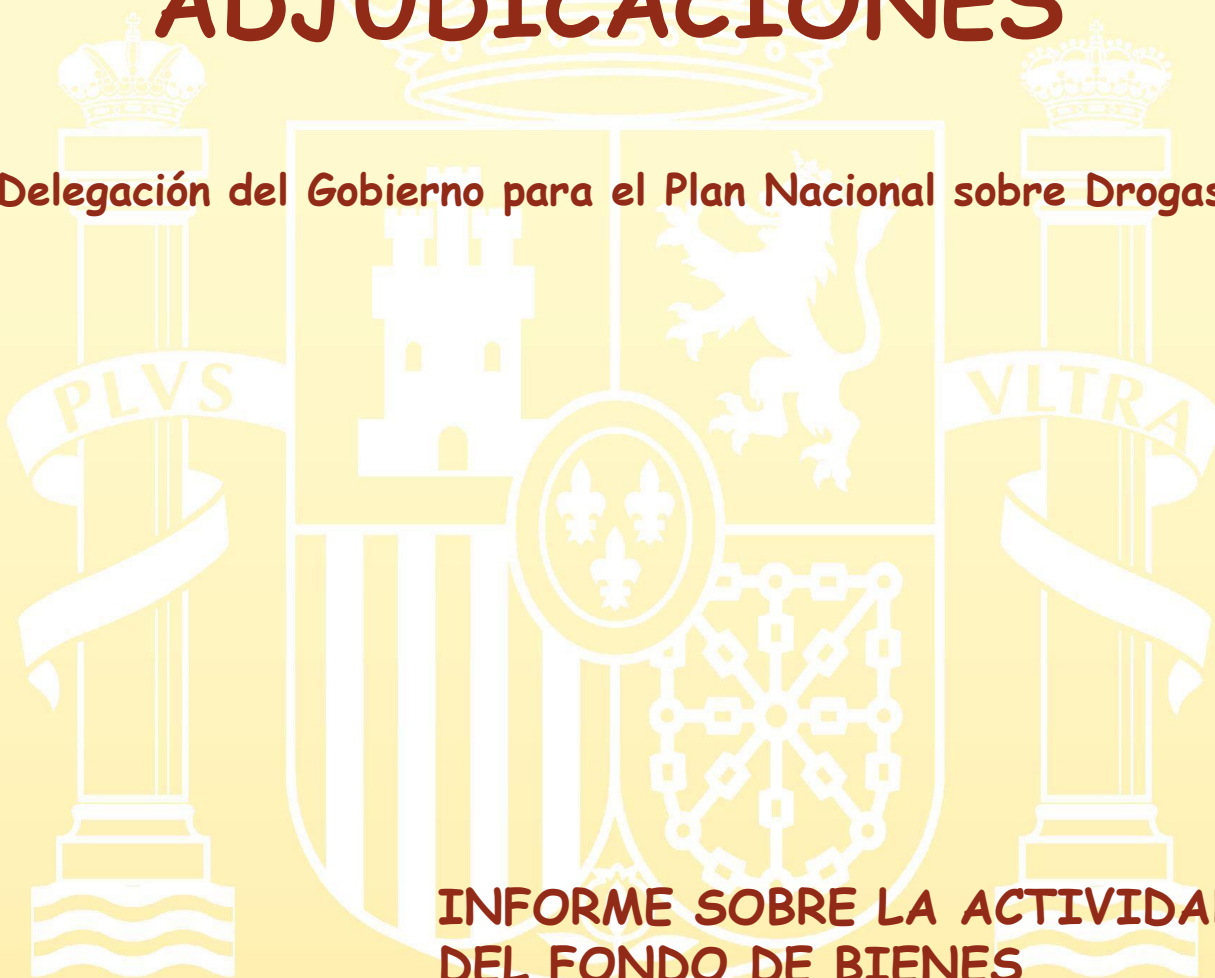 ADJUDICACIONES
Delegación del Gobierno para el Plan Nacional sobre Drogas
PLVS VLTRA
INFORME SOBRE LA ACTIVIDAD
DEL FONDO DE BIENES